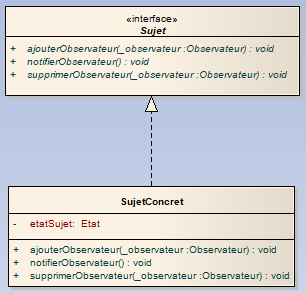 «interface»
Sujet
+ ajouterObservateur(_observateur :Observateur) : void
+ notifierObservateur() : void
+ supprimerObservateur(_observateur :Observateur) : void
SujetConcret
- etatSujet: Etat
+ ajouterObservateur(_observateur :Observateur) : void
+ notifierObservateur() : void
+ supprimerObservateur(_observateur :Observateur) : void